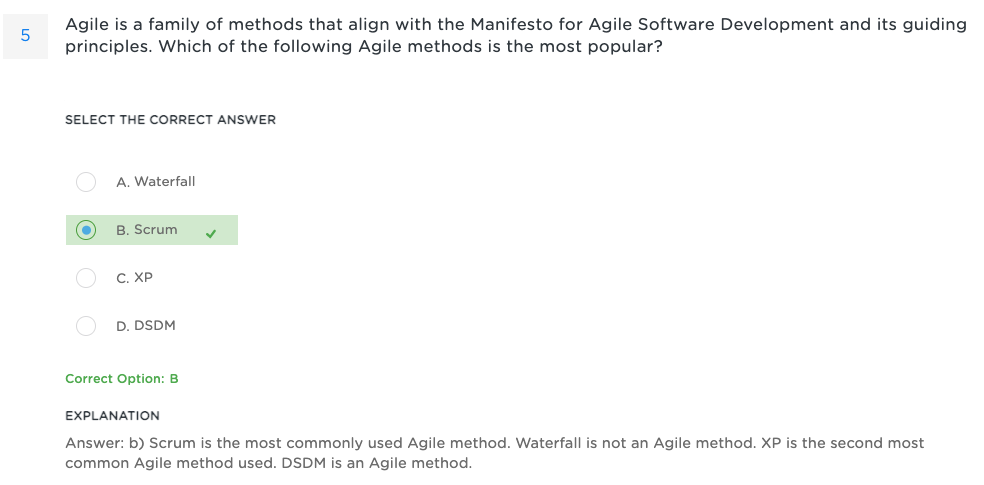 5
Agile is a family of methods that align with the Manifesto for Agile Software Development and its guiding
principles. Which of the following Agile methods is the most popular?
SELECT THE CORRECT ANSWER
A. Waterfall
B. Scrum
C. XP
D. DSDM
Correct Option: B
EXPLANATION
Answer: b) Scrum is the most commonly used Agile method. Waterfall is not an Agile method. XP is the second most
common Agile method used. DSDM is an Agile method.